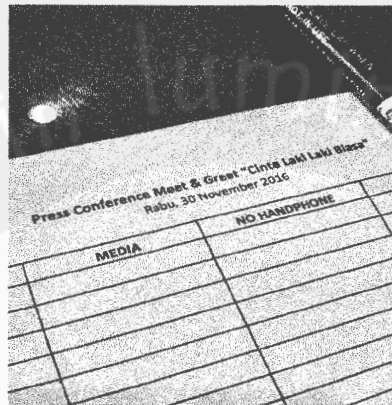 Press Conference Meet & Greet "Cinta Laki Laki Biasa"
Rabu, 30 November 2016
MEDIA
NO HANDPHONE